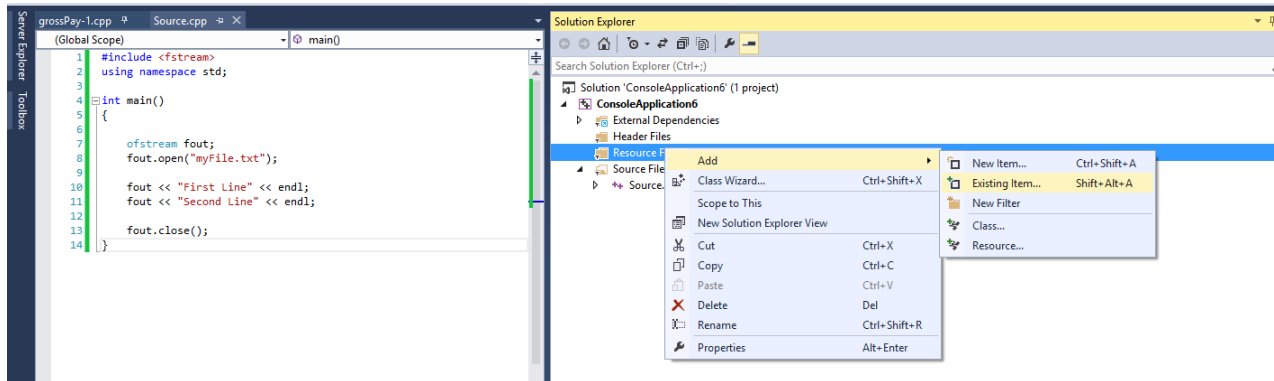 Server Explorer
Toolbox
grossPay-1.cpp
Source.cpp
(Global Scope)
main()
1 #include <fstream>
2 using namespace std;
3
4 int main()
5 {
6
7 ofstream fout;
8 fout.open("myFile.txt");
9
10 fout << "First Line" << endl;
11 fout << "Second Line" << endl;
12
13 fout.close();
14 }
Solution Explorer
Search Solution Explorer (Ctrl+;)
Solution 'ConsoleApplication6' (1 project)
ConsoleApplication6
External Dependencies
Header Files
Resource F
Source File
Source.
Add
Class Wizard... Ctrl+Shift+X
Scope to This
New Solution Explorer View
Cut Ctrl+X
Copy Ctrl+C
Paste Ctrl+V
Delete Del
Rename Ctrl+Shift+R
Properties Alt+Enter
New Item... Ctrl+Shift+A
Existing Item... Shift+Alt+A
New Filter
Class...
Resource...